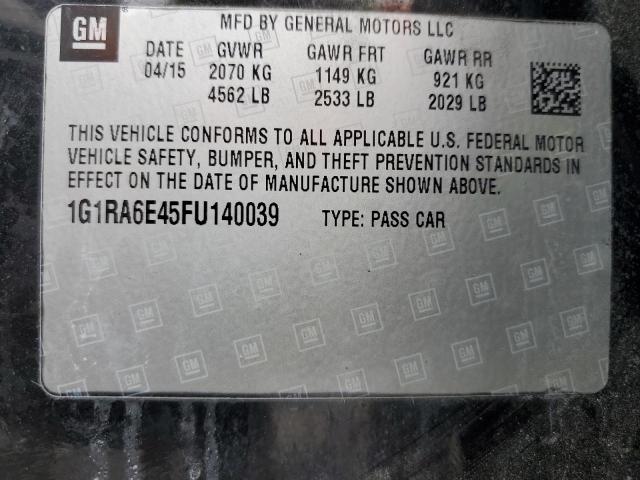 GM
MFD BY GENERAL MOTORS LLC
DATE GVWR GAWR FRT GAWR RR
04/15 2070 KG 1149 KG 921 KG
4562 LB 2533 LB 2029 LB
THIS VEHICLE CONFORMS TO ALL APPLICABLE U.S. FEDERAL MOTOR
VEHICLE SAFETY, BUMPER, AND THEFT PREVENTION STANDARDS IN
EFFECT ON THE DATE OF MANUFACTURE SHOWN ABOVE.
1G1RA6E45FU140039 TYPE: PASS CAR